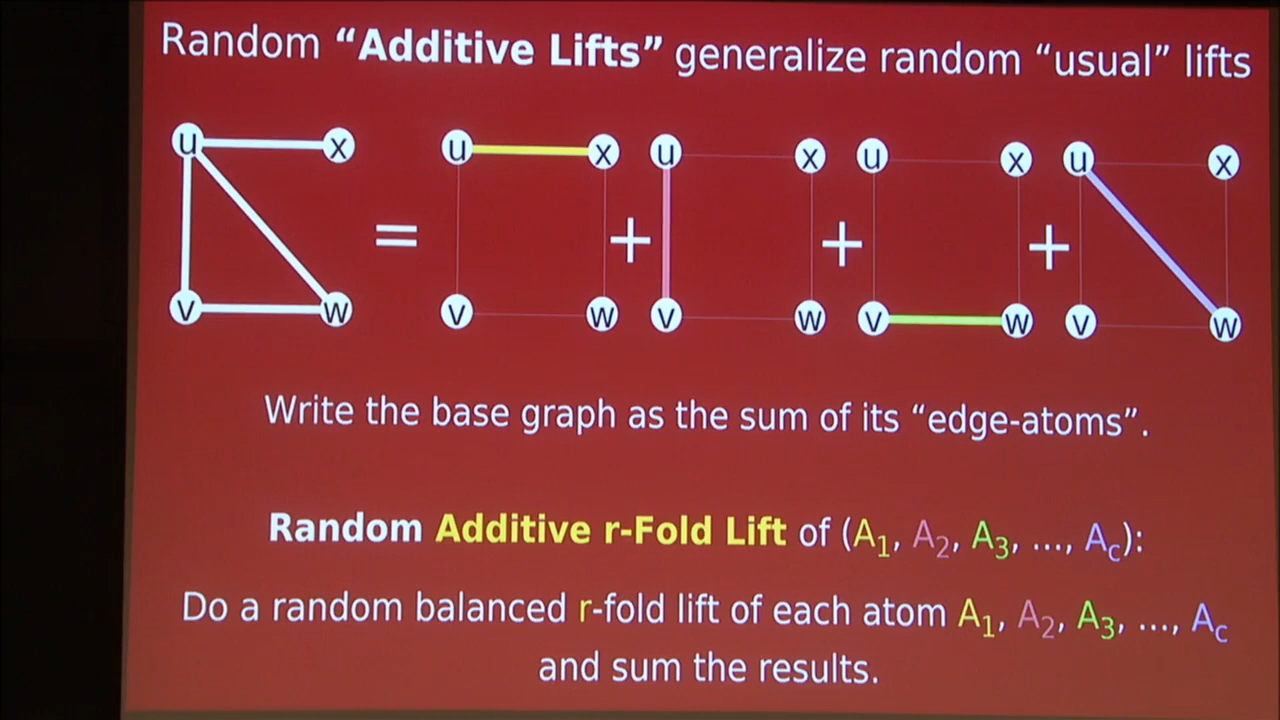 Random “Additive Lifts” generalize random “usual” lifts
u x u x u x u x u x
= + + +
v w v w v w v w v w
Write the base graph as the sum of its “edge-atoms”.
Random Additive r-Fold Lift of (A₁, A₂, A₃, ..., A_c):
Do a random balanced r-fold lift of each atom A₁, A₂, A₃, ..., A_c
and sum the results.